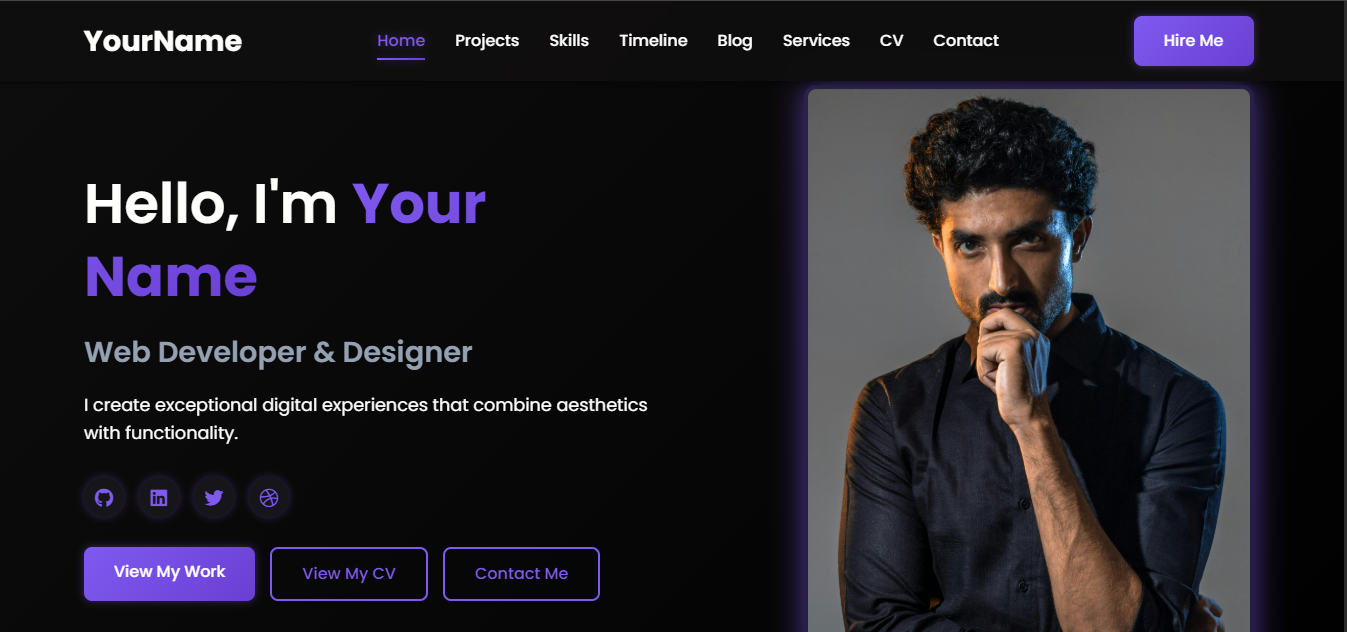 YourName
Home Projects Skills Timeline Blog Services CV Contact
Hire Me
Hello, I'm Your
Name
Web Developer & Designer
I create exceptional digital experiences that combine aesthetics
with functionality.
in
View My Work
View My CV
Contact Me